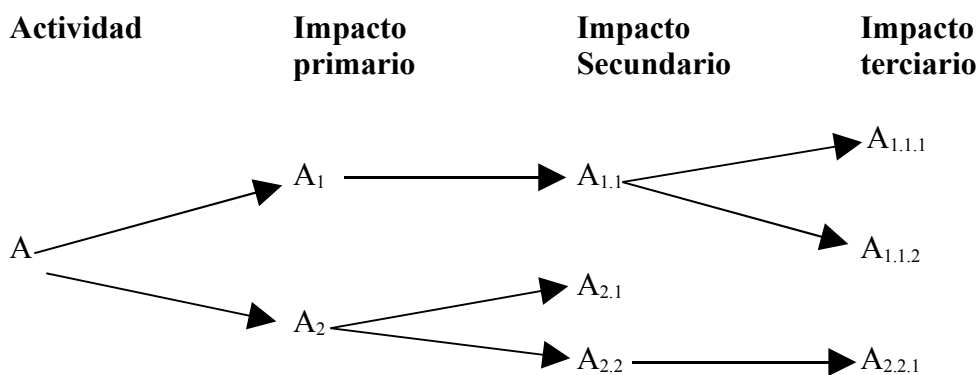 Actividad Impacto Impacto Impacto
primario Secundario terciario
A₁.₁.₁
A₁ A₁.₁
A A₁.₁.₂
A₂.₁
A₂
A₂.₂ A₂.₂.₁